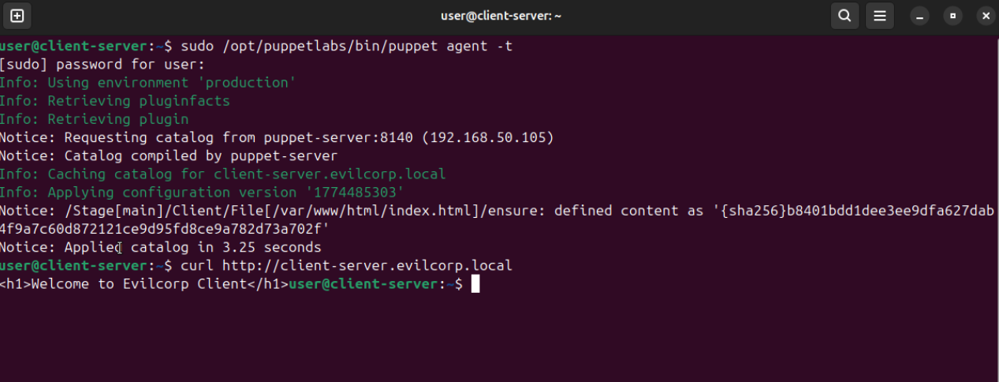 user@client-server: ~
user@client-server:~$ sudo /opt/puppetlabs/bin/puppet agent -t
[sudo] password for user:
Info: Using environment 'production'
Info: Retrieving pluginfacts
Info: Retrieving plugin
Notice: Requesting catalog from puppet-server:8140 (192.168.50.105)
Notice: Catalog compiled by puppet-server
Info: Caching catalog for client-server.evilcorp.local
Info: Applying configuration version '1774485303'
Notice: /Stage[main]/Client/File[/var/www/html/index.html]/ensure: defined content as '{sha256}b8401bdd1dee3ee9dfa627dab
4f9a7c60d872121ce9d95fd8ce9a782d73a702f'
Notice: Applied catalog in 3.25 seconds
user@client-server:~$ curl http://client-server.evilcorp.local
<h1>Welcome to Evilcorp Client</h1>user@client-server:~$